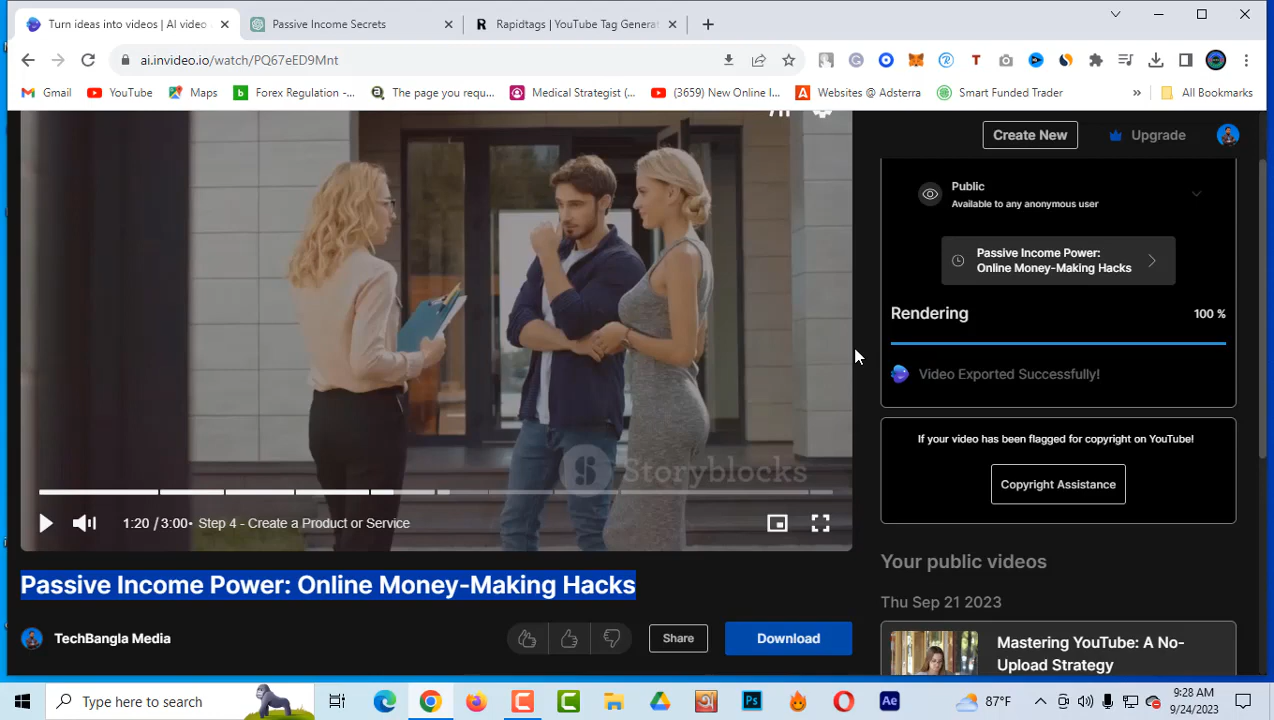 Turn ideas into videos | AI video
Passive Income Secrets
Rapidtags | YouTube Tag Genera
ai.invideo.io/watch/PQ67eED9Mnt
Gmail
YouTube
Maps
Forex Regulation -...
The page you requ...
Medical Strategist (...
(3659) New Online I...
Websites @ Adsterra
Smart Funded Trader
»
All Bookmarks
Create New
Upgrade
Public
Available to any anonymous user
Passive Income Power:
Online Money-Making Hacks
Rendering
100 %
Video Exported Successfully!
If your video has been flagged for copyright on YouTube!
Copyright Assistance
Storyblocks
1:20 / 3:00• Step 4 - Create a Product or Service
Your public videos
Passive Income Power: Online Money-Making Hacks
Thu Sep 21 2023
TechBangla Media
Share
Download
Mastering YouTube: A No-
Upload Strategy
Type here to search
87°F
9:28 AM
9/24/2023